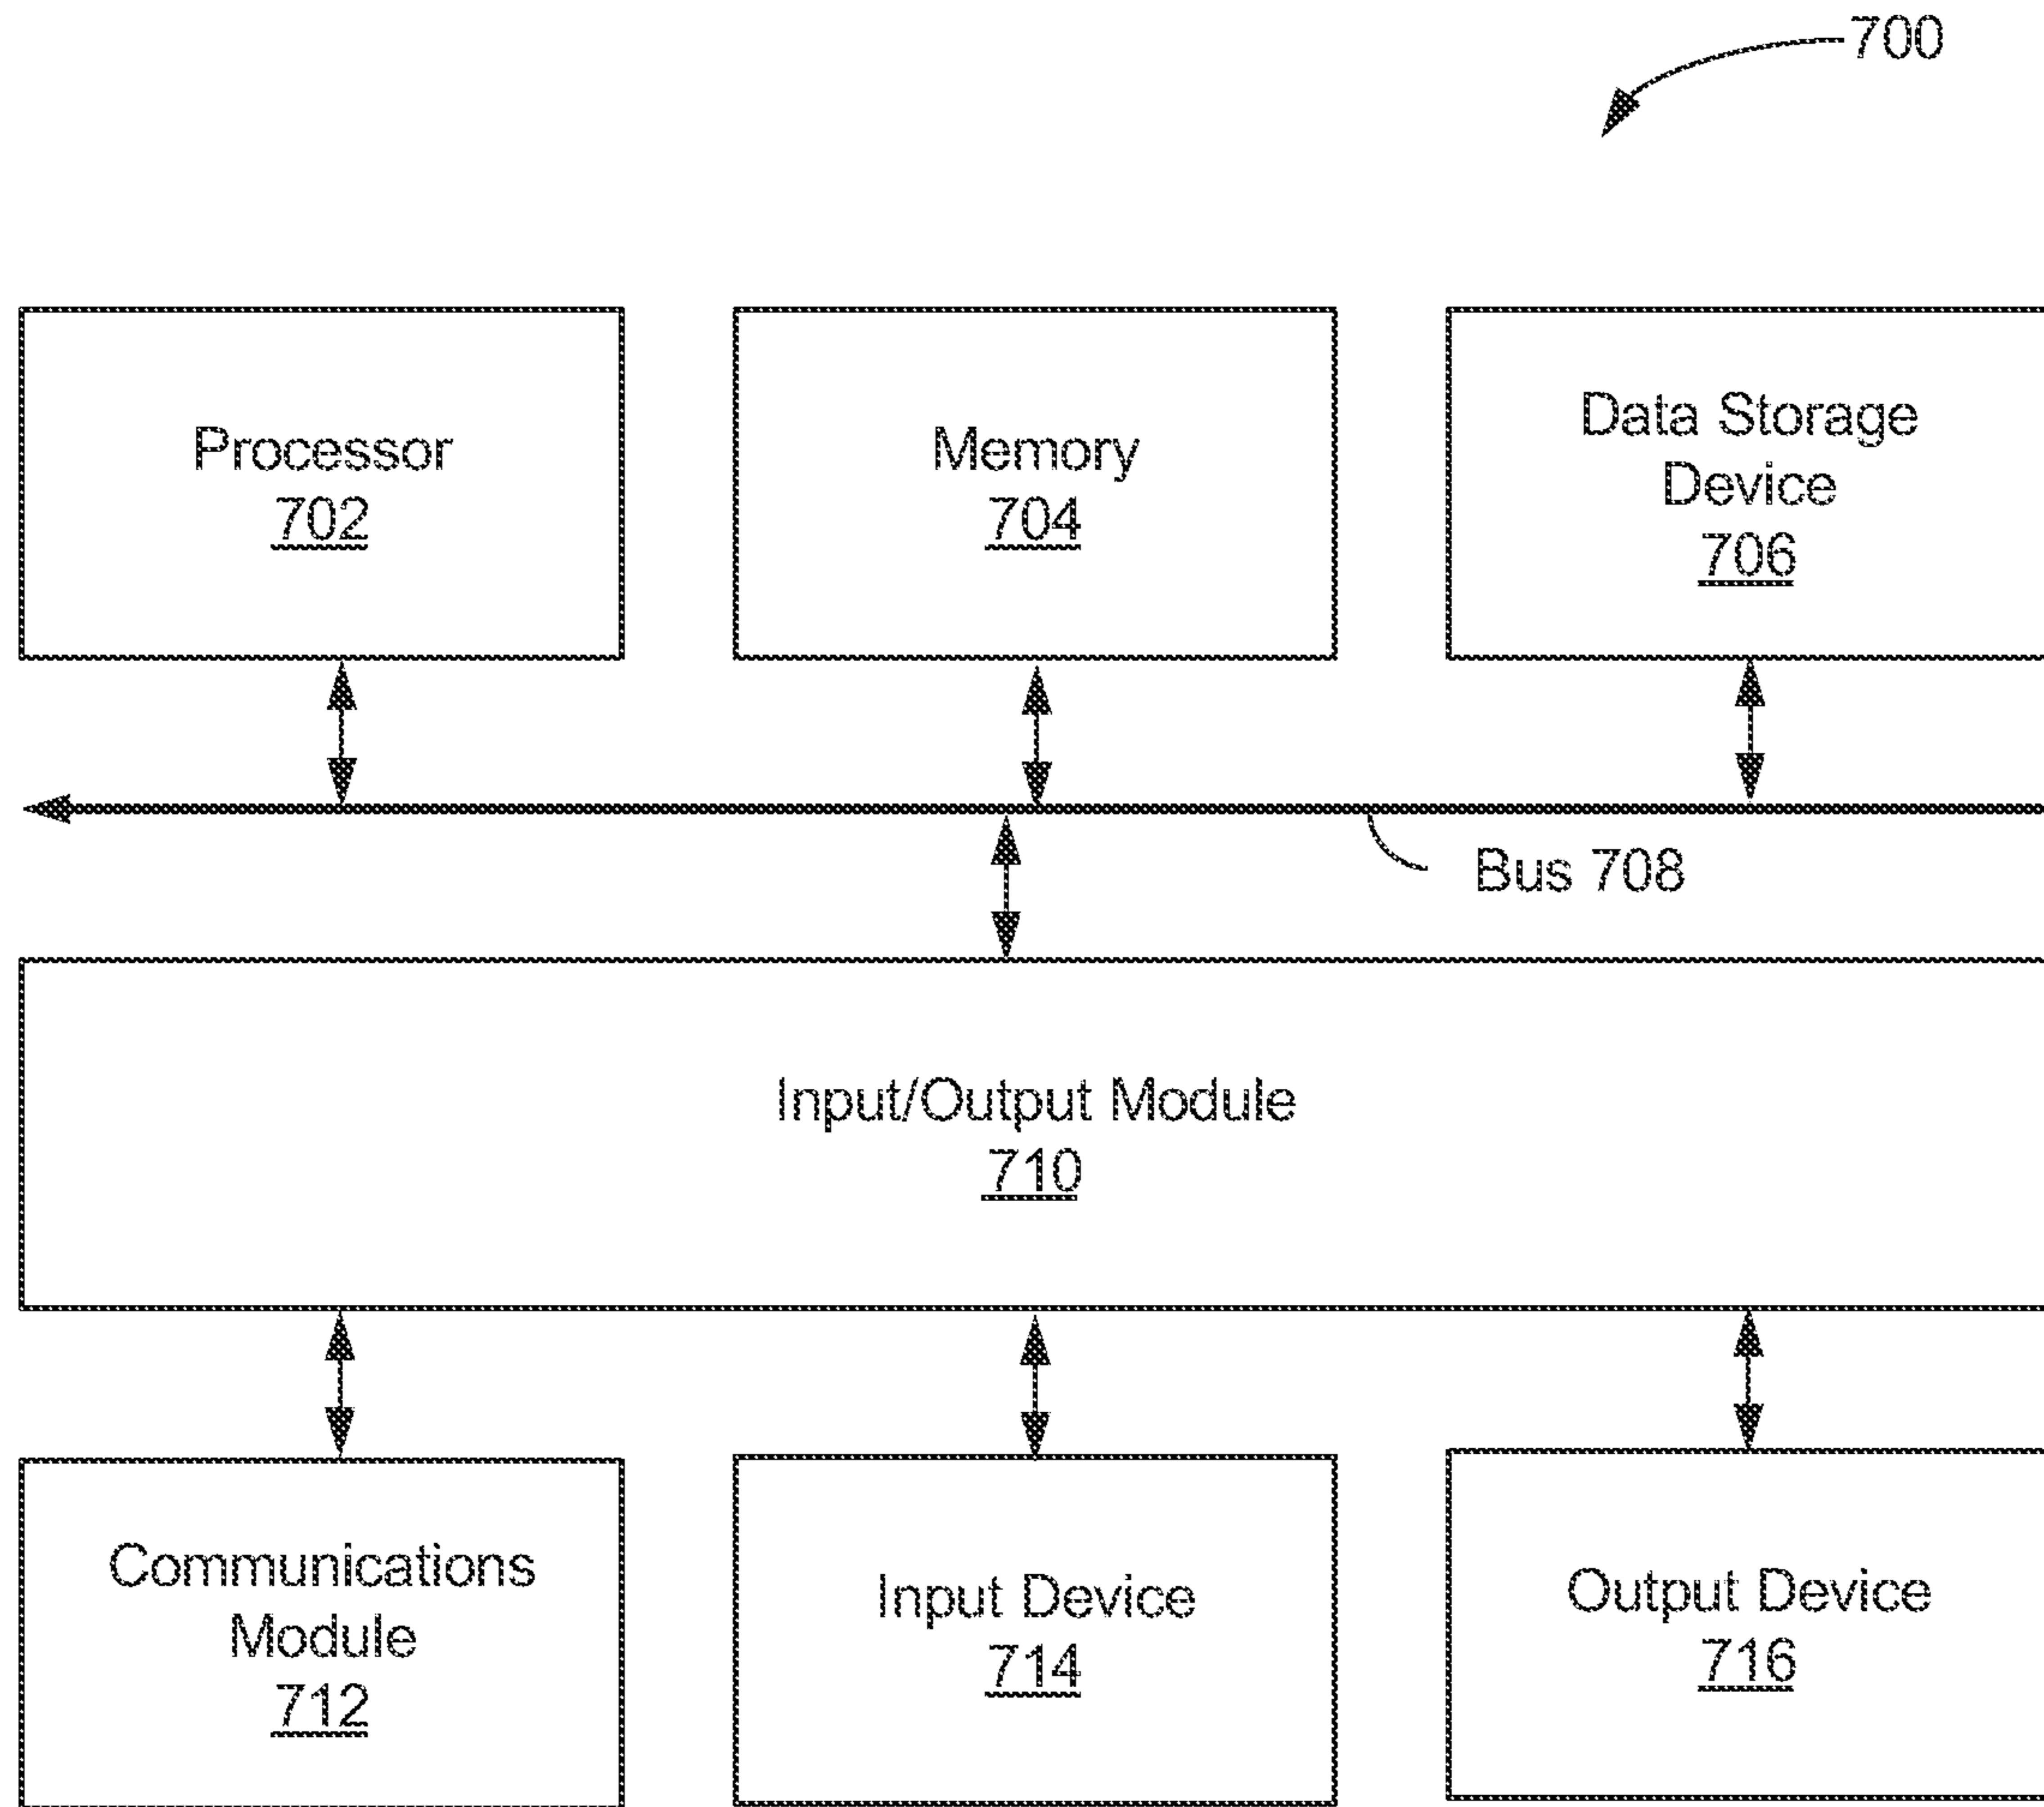 700
Processor
702
Memory
704
Data Storage
Device
706
Bus 708
Input/Output Module
710
Communications
Module
712
Input Device
714
Output Device
716